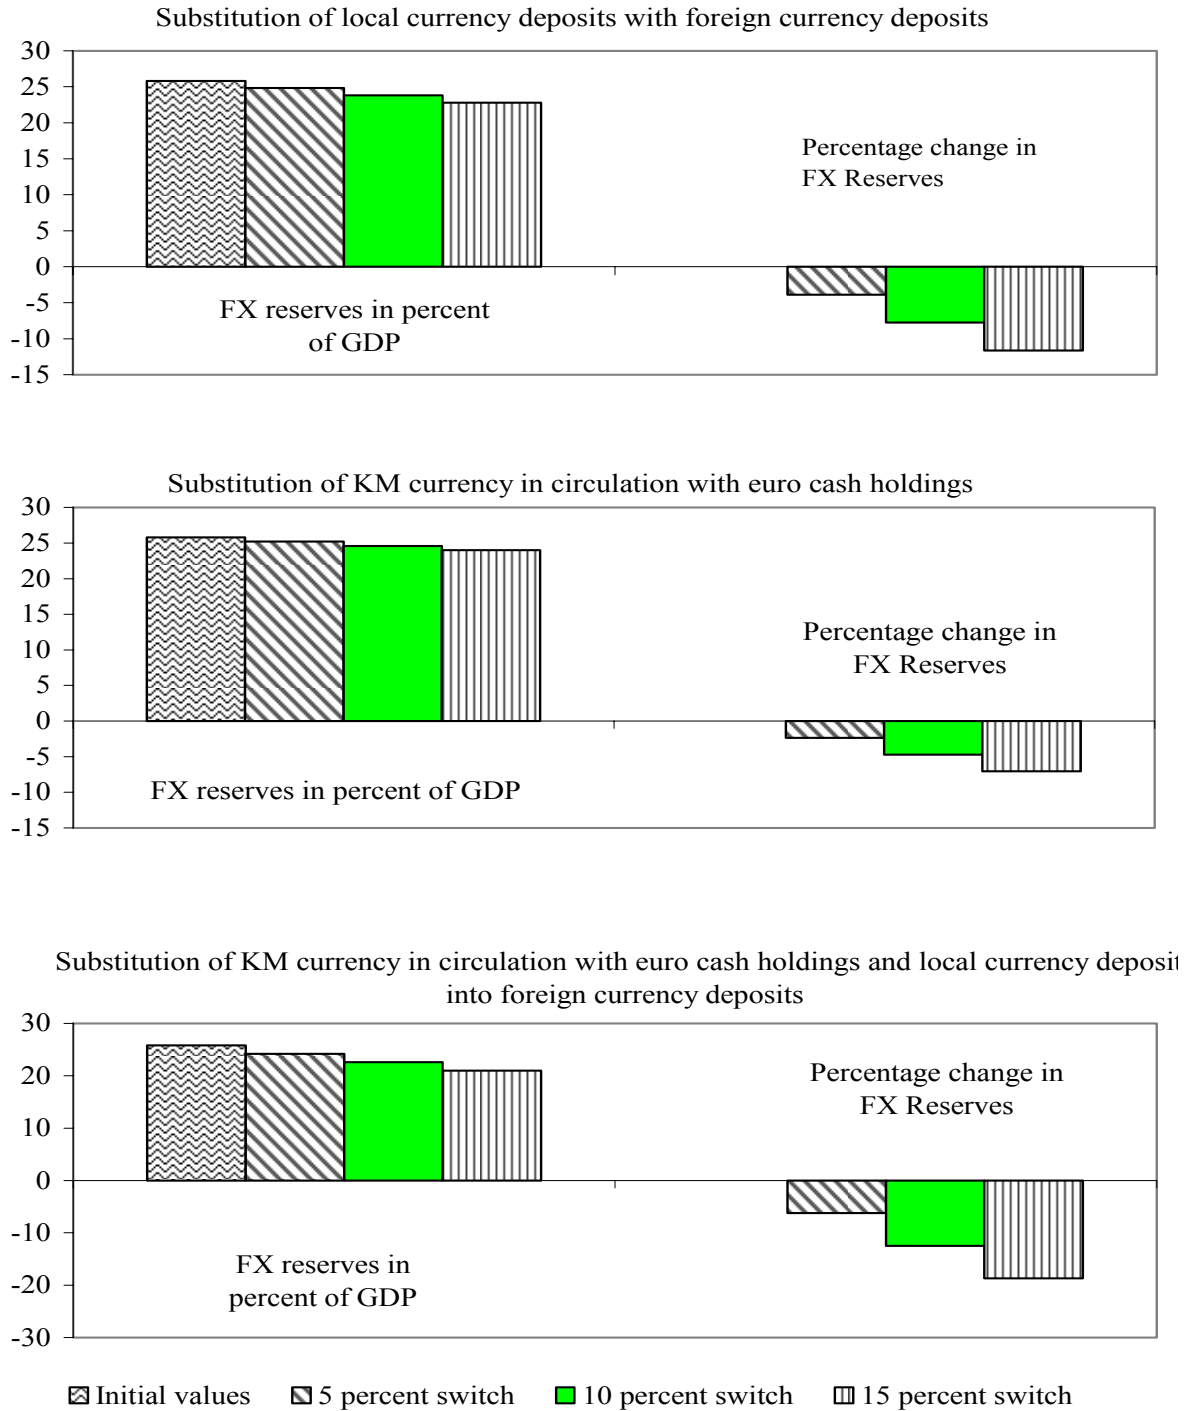 Substitution of local currency deposits with foreign currency deposits
30
25
20
15
10
5
0
-5
-10
-15
Percentage change in
FX Reserves
FX reserves in percent
of GDP
Substitution of KM currency in circulation with euro cash holdings
30
25
20
15
10
5
0
-5
-10
-15
Percentage change in
FX Reserves
FX reserves in percent of GDP
Substitution of KM currency in circulation with euro cash holdings and local currency deposit
into foreign currency deposits
30
20
10
0
-10
-20
-30
Percentage change in
FX Reserves
FX reserves in
percent of GDP
Initial values 5 percent switch 10 percent switch 15 percent switch